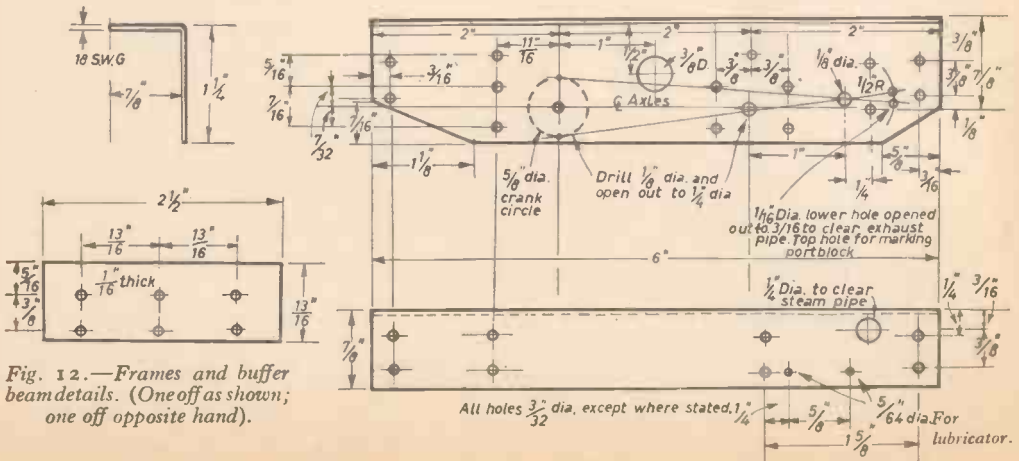 18 S.W.G
7/8"
1 1/4"
2 1/2"
13/16"
13/16"
5/16"
3/8"
1/16" thick
13/16"
Fig. 12.—Frames and buffer
beam details. (One off as shown;
one off opposite hand).
2"
2"
2"
11/16"
1"
1/2"
3/8 D.
3/8"
3/8"
1/8 dia.
1/2 R
3/8"
3/8"
7/8"
1/8"
5/16"
7/16"
3/16"
7/32"
7/16"
℄ Axles
1 1/8"
5/8" dia.
crank
circle
Drill 1/8" dia. and
open out to 1/4" dia
1"
1/4
5/8"
3/16"
1/16" Dia. lower hole opened
out to 3/16 to clear exhaust
pipe. Top hole for marking
portblock
6"
1/4" Dia. to clear
steam pipe
1/4"
3/16"
3/8"
7/8"
All holes 3/32" dia. except where stated.
1/4"
5/8"
5/64" dia. For
lubricator.
1 5/8"